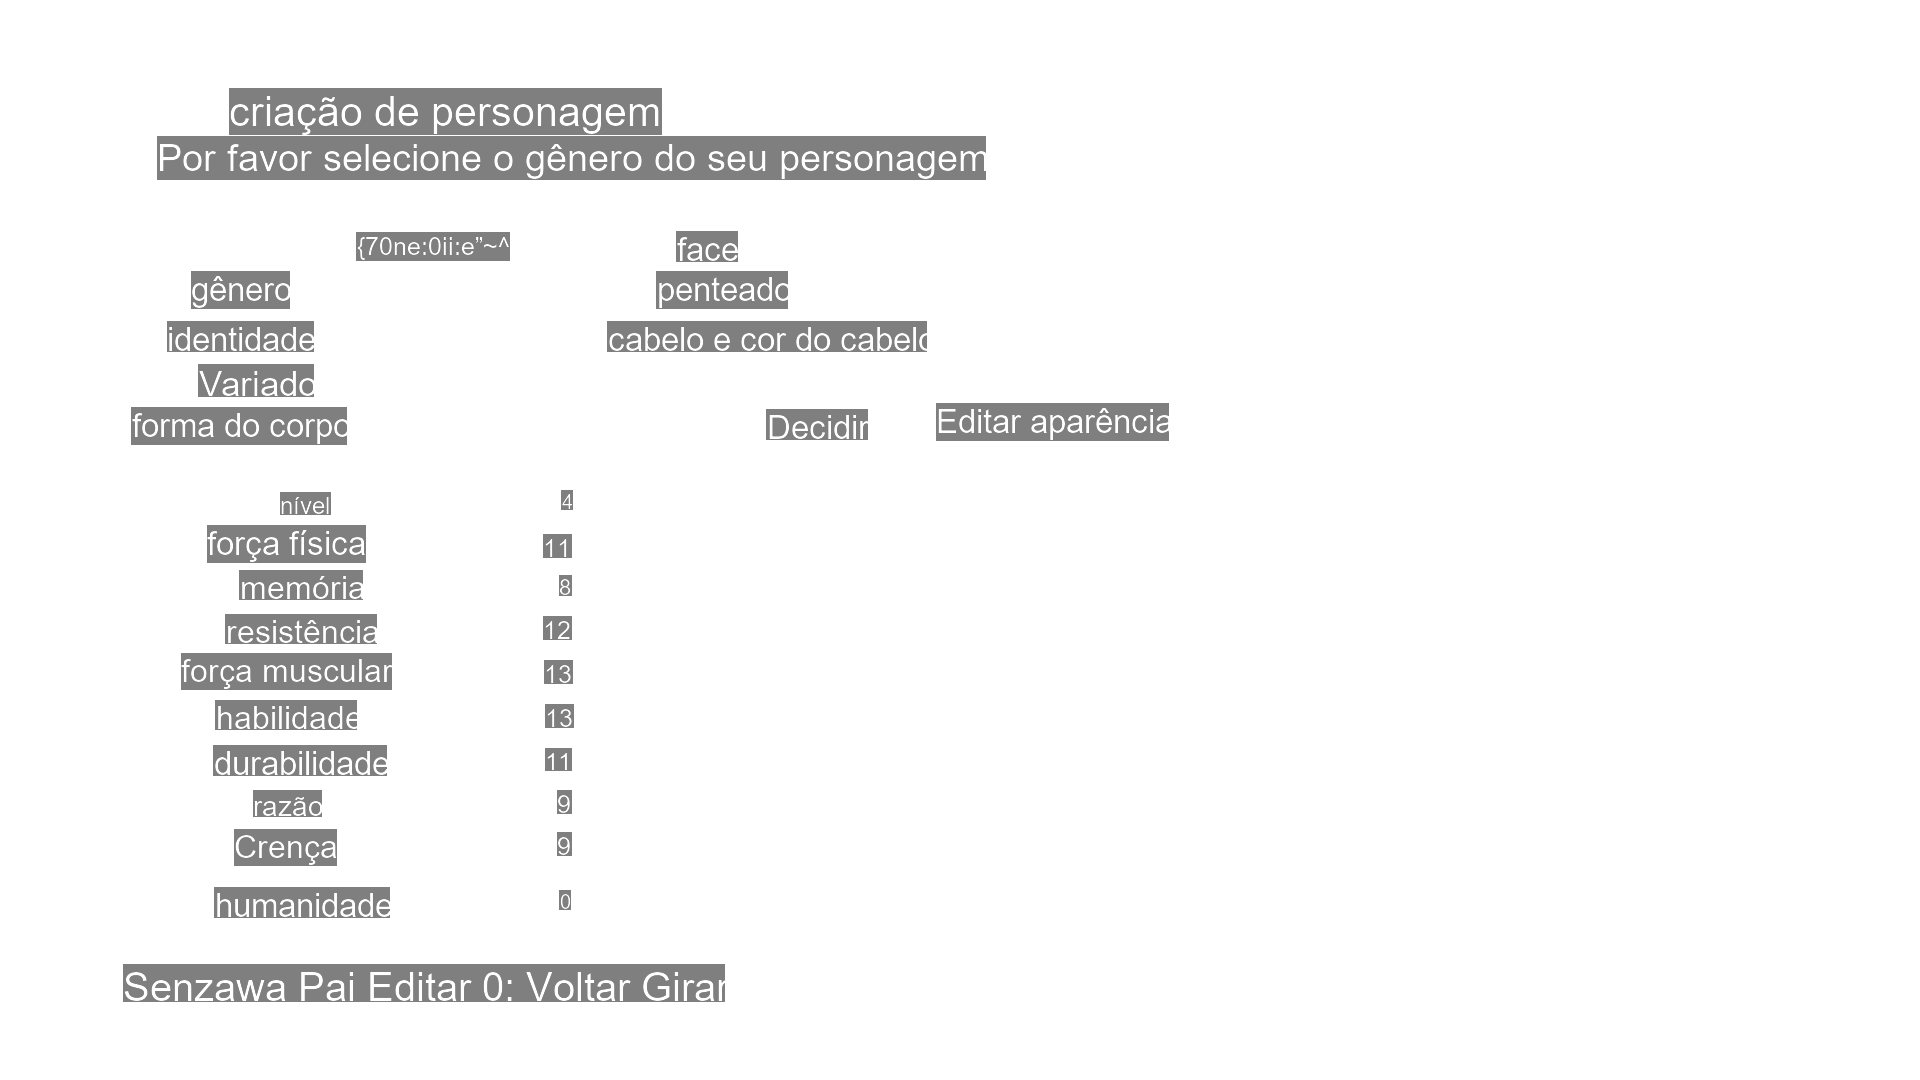 criação de personagem
Por favor selecione o gênero do seu personagem
{70ne:0ii:e”~^
face
gênero
penteado
identidade
cabelo e cor do cabelo
Variado
forma do corpo
Decidir
Editar aparência
nível 4
força física 11
memória 8
resistência 12
força muscular 13
habilidade 13
durabilidade 11
razão 9
Crença 9
humanidade 0
Senzawa Pai Editar 0: Voltar Girar